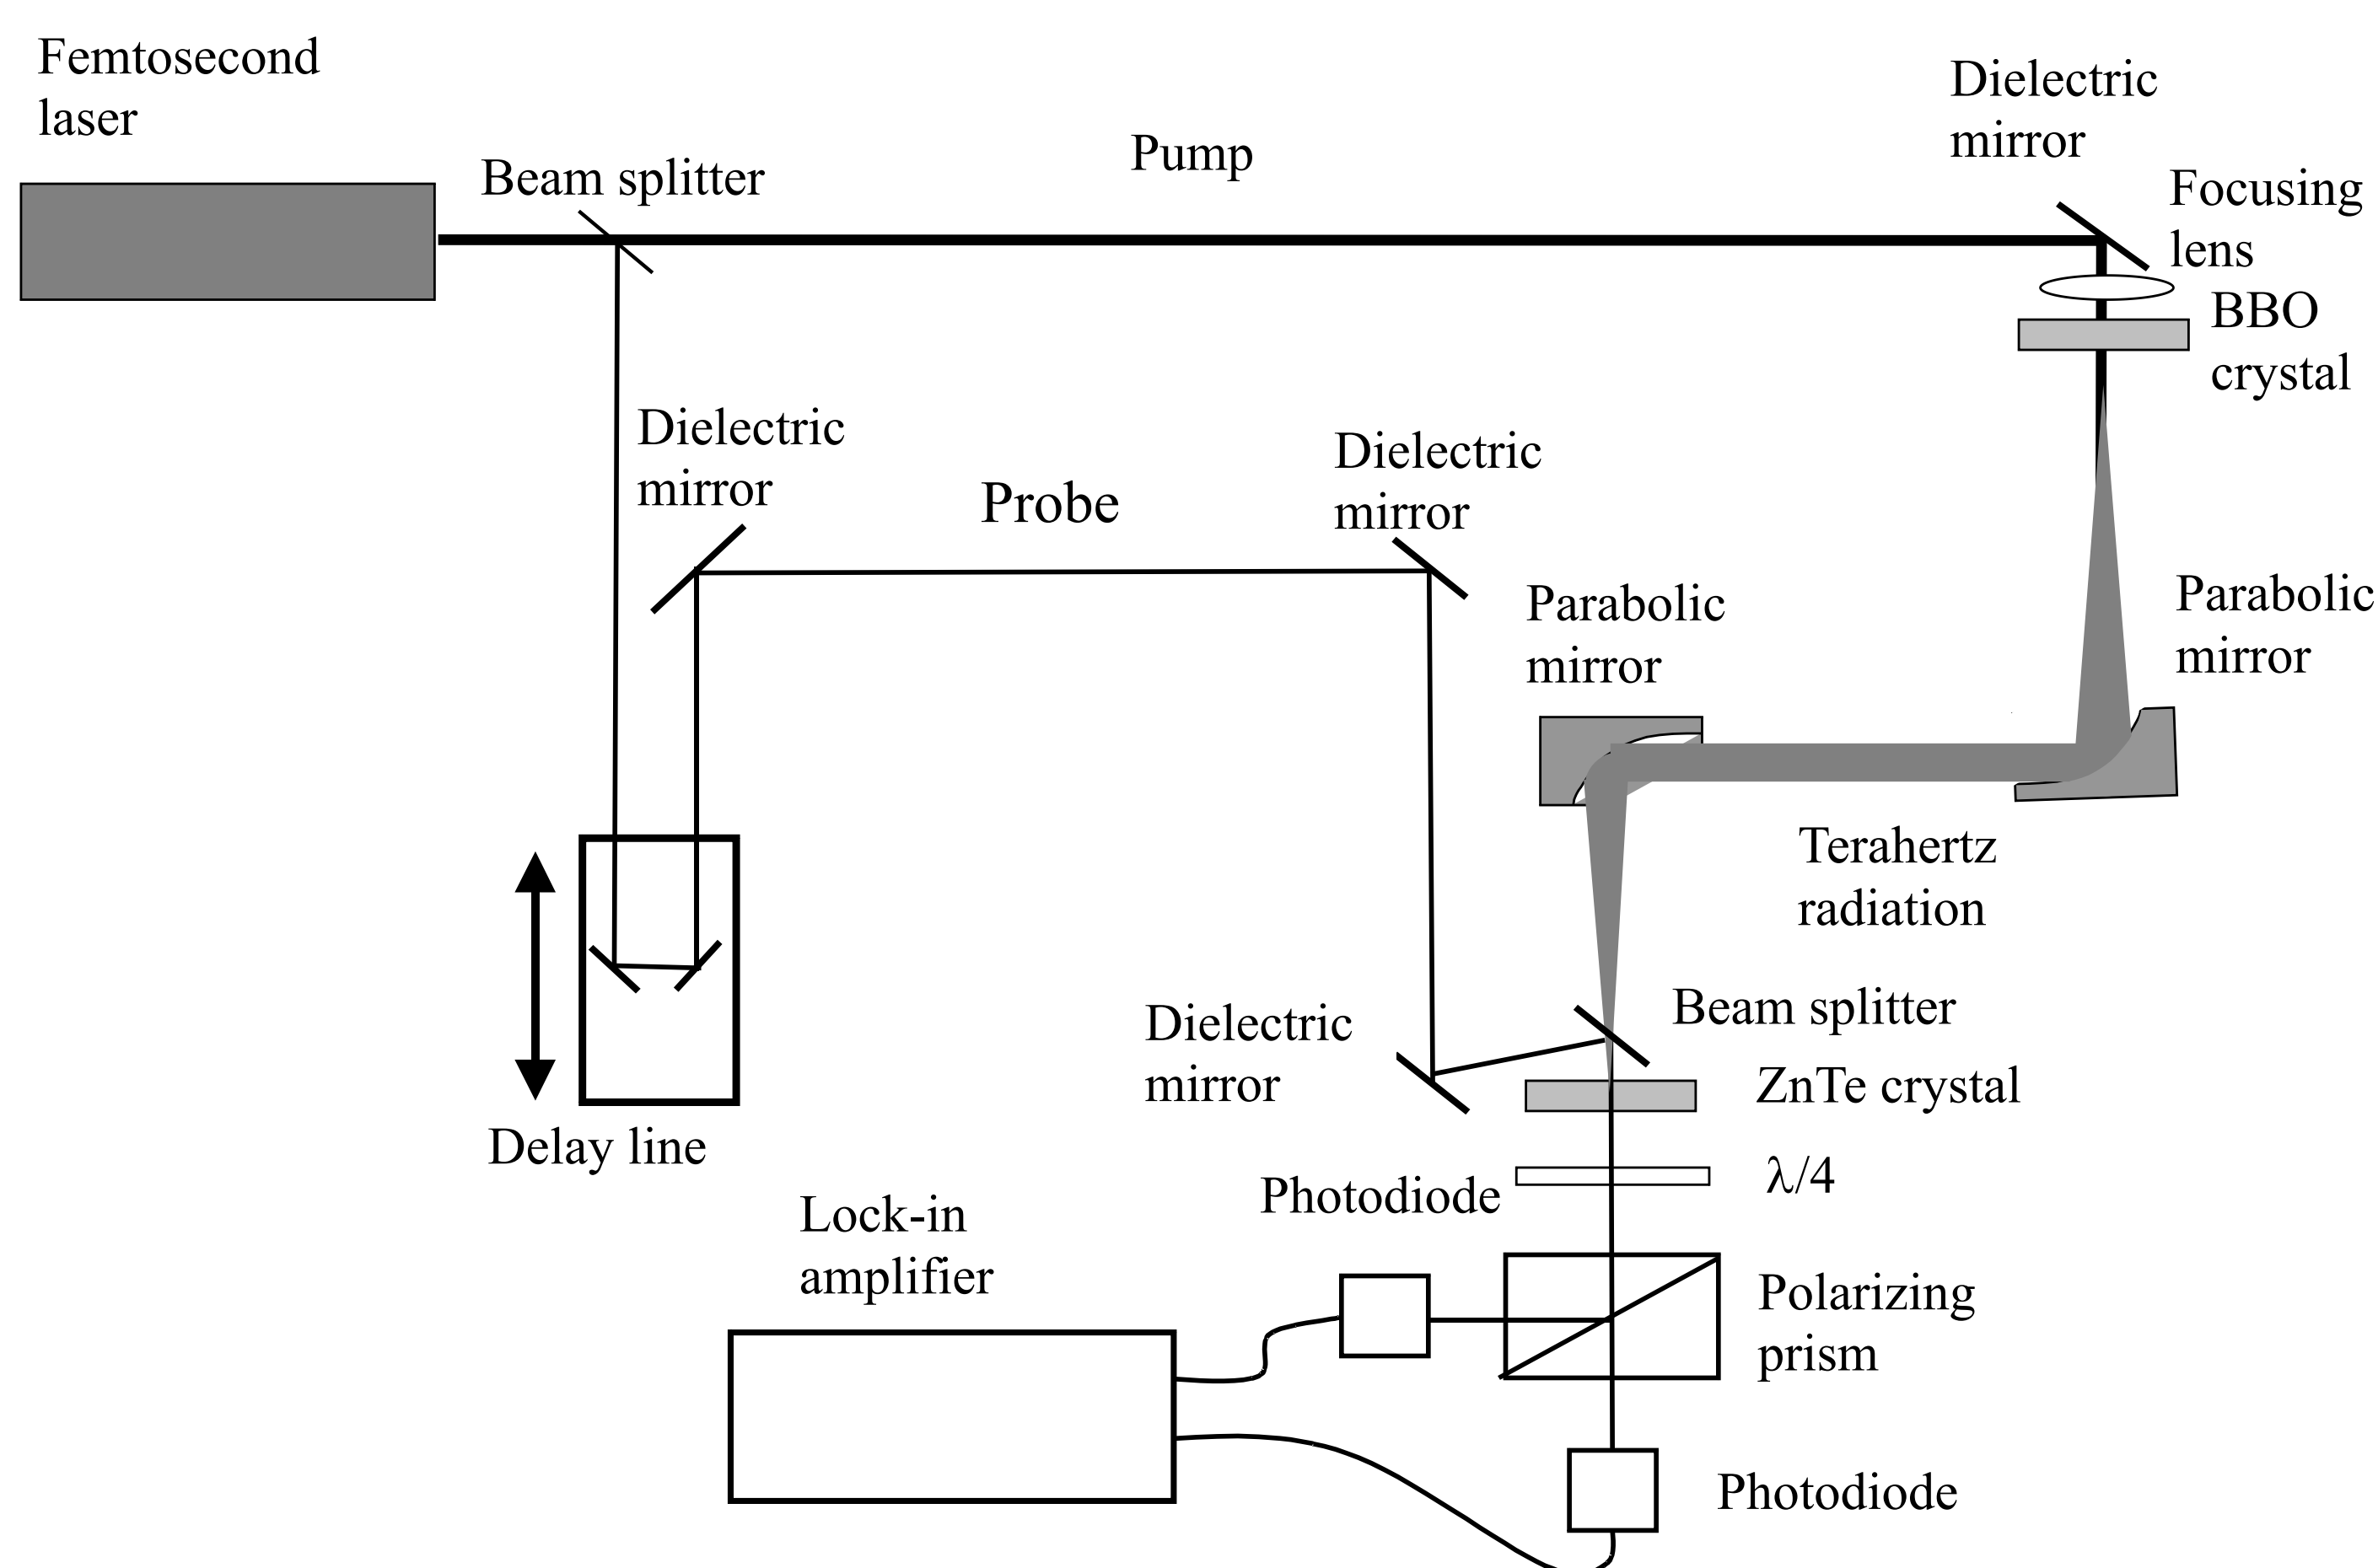 Femtosecond
laser
Beam splitter
Pump
Dielectric
mirror
Focusing
lens
BBO
crystal
Dielectric
mirror
Probe
Dielectric
mirror
Parabolic
mirror
Parabolic
mirror
Terahertz
radiation
Dielectric
mirror
Beam splitter
ZnTe crystal
Delay line
Photodiode
λ/4
Lock-in
amplifier
Polarizing
prism
Photodiode